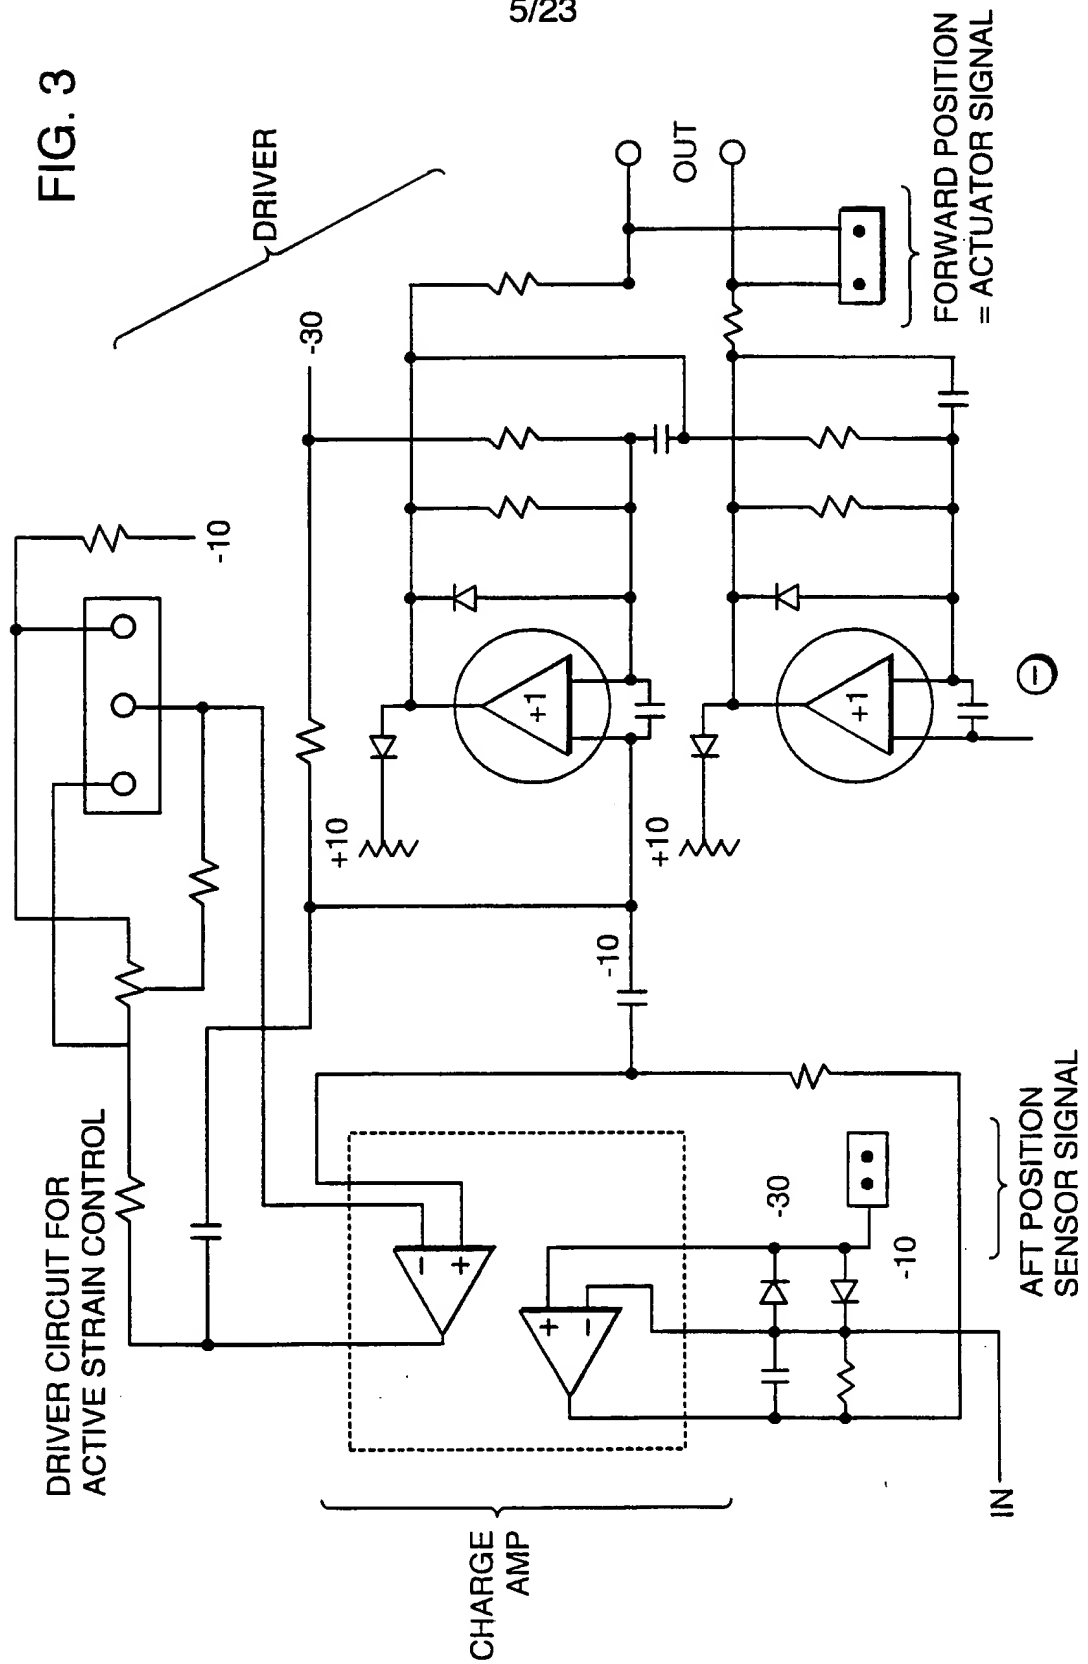 5/23
FIG. 3
DRIVER CIRCUIT FOR
ACTIVE STRAIN CONTROL
DRIVER
-10
-30
+10
+1
OUT
-10
+10
+1
−
FORWARD POSITION
= ACTUATOR SIGNAL
CHARGE
AMP
−
+
+
−
-30
-10
AFT POSITION
SENSOR SIGNAL
IN